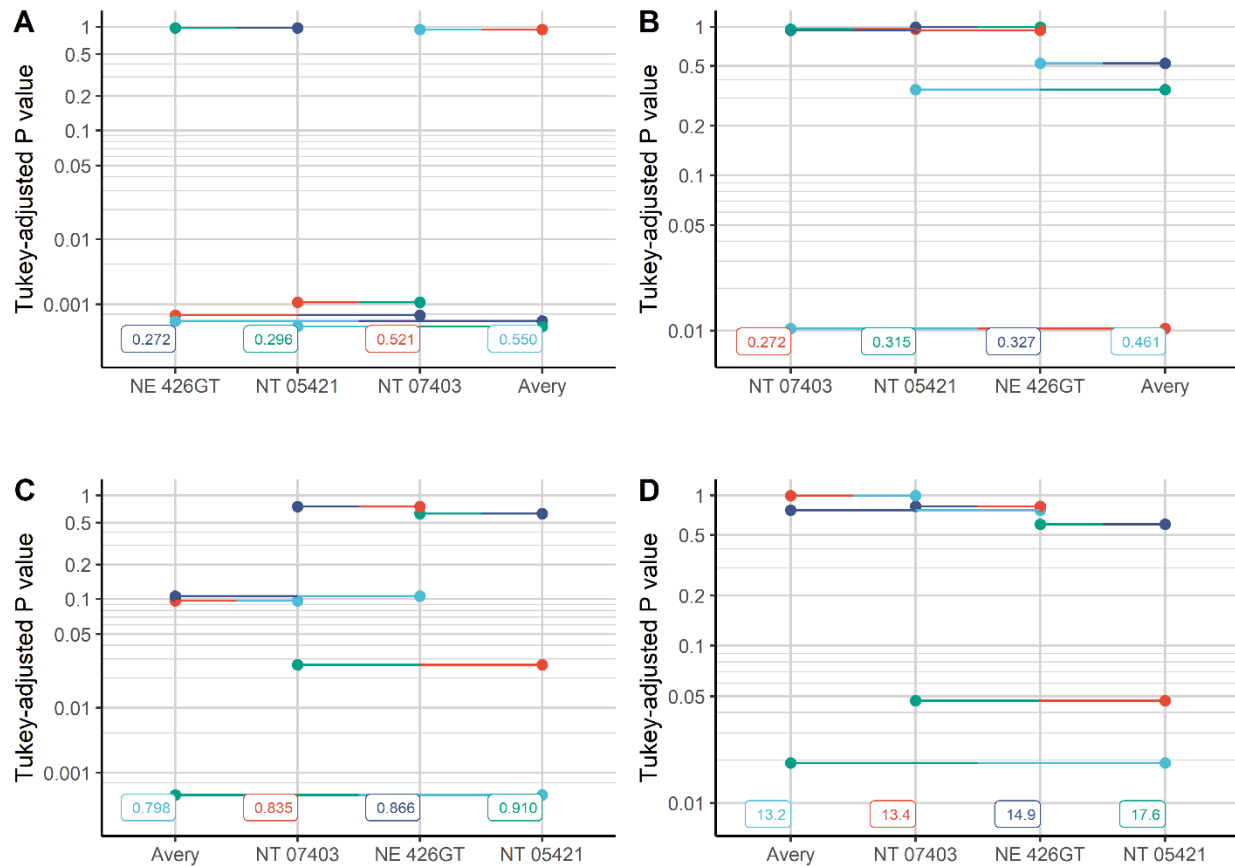 A
Tukey-adjusted P value
1
0.5
0.2
0.1
0.05
0.01
0.001
0.272
0.296
0.521
0.550
NE 426GT
NT 05421
NT 07403
Avery
B
Tukey-adjusted P value
1
0.5
0.2
0.1
0.05
0.01
0.272
0.315
0.327
0.461
NT 07403
NT 05421
NE 426GT
Avery
C
Tukey-adjusted P value
1
0.5
0.2
0.1
0.05
0.01
0.001
0.798
0.835
0.866
0.910
Avery
NT 07403
NE 426GT
NT 05421
D
Tukey-adjusted P value
1
0.5
0.2
0.1
0.05
0.01
13.2
13.4
14.9
17.6
Avery
NT 07403
NE 426GT
NT 05421